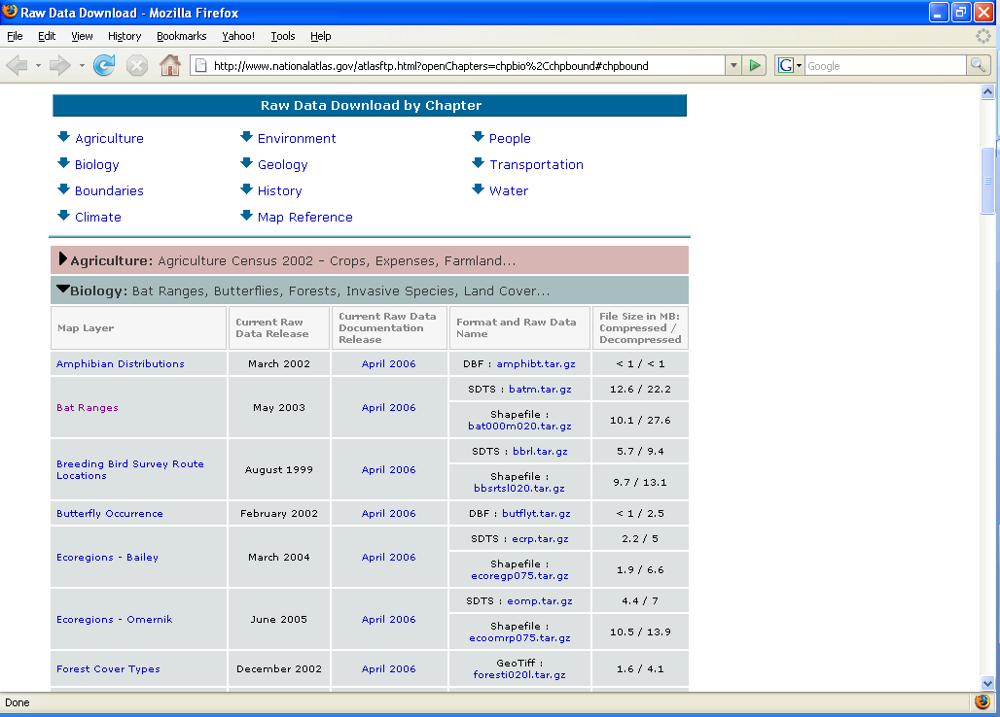 Raw Data Download - Mozilla Firefox
File Edit View History Bookmarks Yahoo! Tools Help
http://www.nationalatlas.gov/atlasftp.html?openChapters=chpbio%2Cchpbound#chpbound
G
Google
Raw Data Download by Chapter
Agriculture Environment People
Biology Geology Transportation
Boundaries History Water
Climate Map Reference
Agriculture: Agriculture Census 2002 - Crops, Expenses, Farmland...
Biology: Bat Ranges, Butterflies, Forests, Invasive Species, Land Cover...
Map Layer
Current Raw
Data Release
Current Raw Data
Documentation
Release
Format and Raw Data
Name
File Size in MB:
Compressed /
Decompressed
Amphibian Distributions March 2002 April 2006 DBF : amphibt.tar.gz < 1 / < 1
Bat Ranges May 2003 April 2006
SDTS : batm.tar.gz 12.6 / 22.2
Shapefile :
bat000m020.tar.gz
10.1 / 27.6
Breeding Bird Survey Route
Locations
August 1999 April 2006
SDTS : bbrl.tar.gz 5.7 / 9.4
Shapefile :
bbsrtsl020.tar.gz
9.7 / 13.1
Butterfly Occurrence February 2002 April 2006 DBF : butflyt.tar.gz < 1 / 2.5
Ecoregions - Bailey March 2004 April 2006
SDTS : ecrp.tar.gz 2.2 / 5
Shapefile :
ecoregp075.tar.gz
1.9 / 6.6
Ecoregions - Omernik June 2005 April 2006
SDTS : eomp.tar.gz 4.4 / 7
Shapefile :
ecoomrp075.tar.gz
10.5 / 13.9
Forest Cover Types December 2002 April 2006
GeoTiff :
foresti020l.tar.gz
1.6 / 4.1
Done